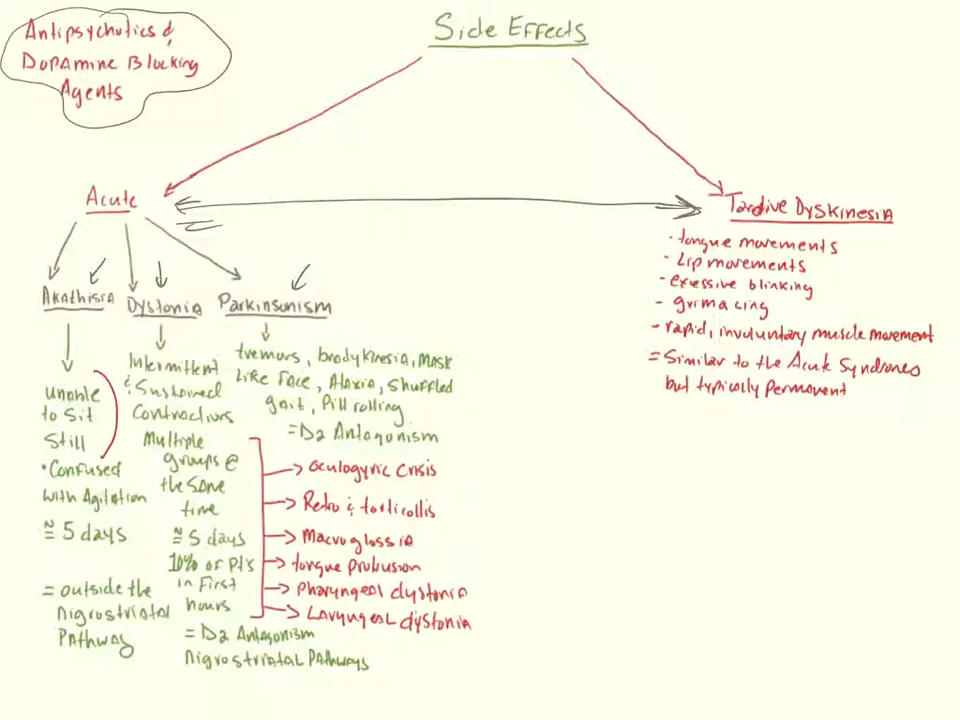 Antipsychotics &
Dopamine Blocking
Agents
Side Effects
Acute
Akathisia
unable
to sit
still
• Confused
with Agitation
≅ 5 days
= outside the
nigrostriatal
Pathway
Dystonia
Intermittent
& Sustained
Contractions
Multiple
groups @
the same
time
≅ 5 days
10% of Pt's
in First
hours
= D2 Antagonism
nigrostriatal Pathways
Parkinsonism
tremors, bradykinesia, Mask
Like Face, Ataxia, Shuffled
gait, Pill rolling
= D2 Antagonism
Oculogyric Crisis
Retro & torticollis
Macroglossia
tongue protusion
Pharyngeal dystonia
Laryngeal dystonia
Tardive Dyskinesia
- tongue movements
- Lip movements
- exessive blinking
- grimacing
- rapid, involuntary muscle movement
= Similar to the Acute Syndromes
but typically permanent